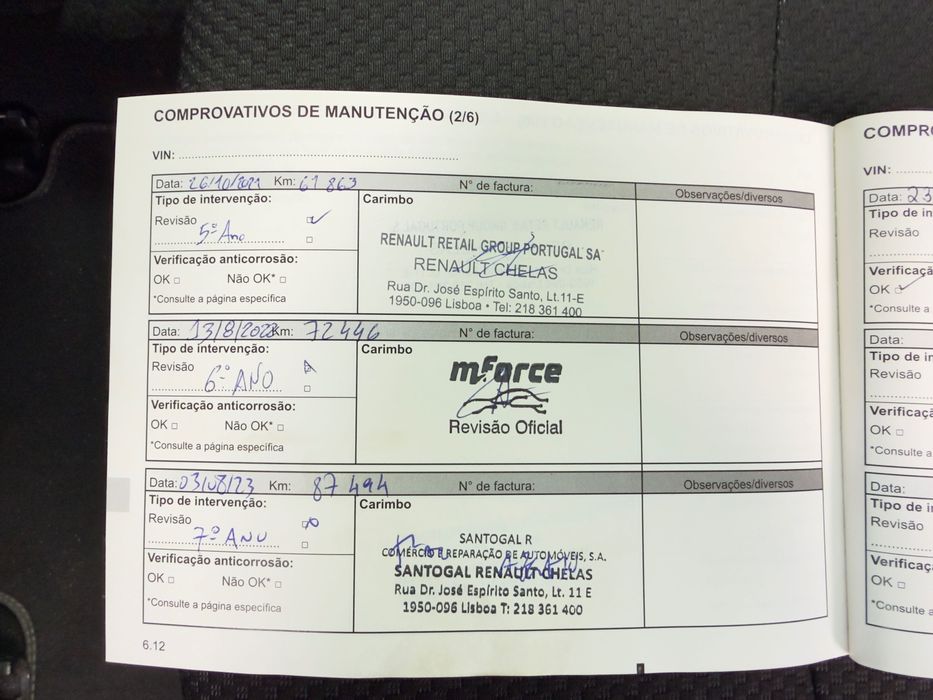 COMPROVATIVOS DE MANUTENÇÃO (2/6)
VIN:
Data: 26/10/2021 Km: 61 863 N° de factura: Observações/diversos
Tipo de intervenção: Carimbo
Revisão
5º Ano
RENAULT RETAIL GROUP PORTUGAL SA
RENAULT CHELAS
Rua Dr. José Espírito Santo, Lt.11-E
1950-096 Lisboa • Tel: 218 361 400
Verificação anticorrosão:
OK Não OK*
*Consulte a página específica
Data: 13/8/2022 Km: 72446 N° de factura: Observações/diversos
Tipo de intervenção: Carimbo
Revisão
6º ANO
mforce
Revisão Oficial
Verificação anticorrosão:
OK Não OK*
*Consulte a página específica
Data: 03/08/23 Km: 87 494 N° de factura: Observações/diversos
Tipo de intervenção: Carimbo
Revisão
7º ANO
SANTOGAL R
COMÉRCIO E REPARAÇÃO DE AUTOMÓVEIS, S.A.
SANTOGAL RENAULT CHELAS
Rua Dr. José Espírito Santo, Lt. 11 E
1950-096 Lisboa T: 218 361 400
Verificação anticorrosão:
OK Não OK*
*Consulte a página específica
6.12
COMPRO
VIN:
Data: 23
Tipo de in
Revisão
Verificaç
OK
*Consulte a
Data:
Tipo de in
Revisão
Verificaç
OK
*Consulte a
Data:
Tipo de i
Revisão
Verificaç
OK
*Consulte a